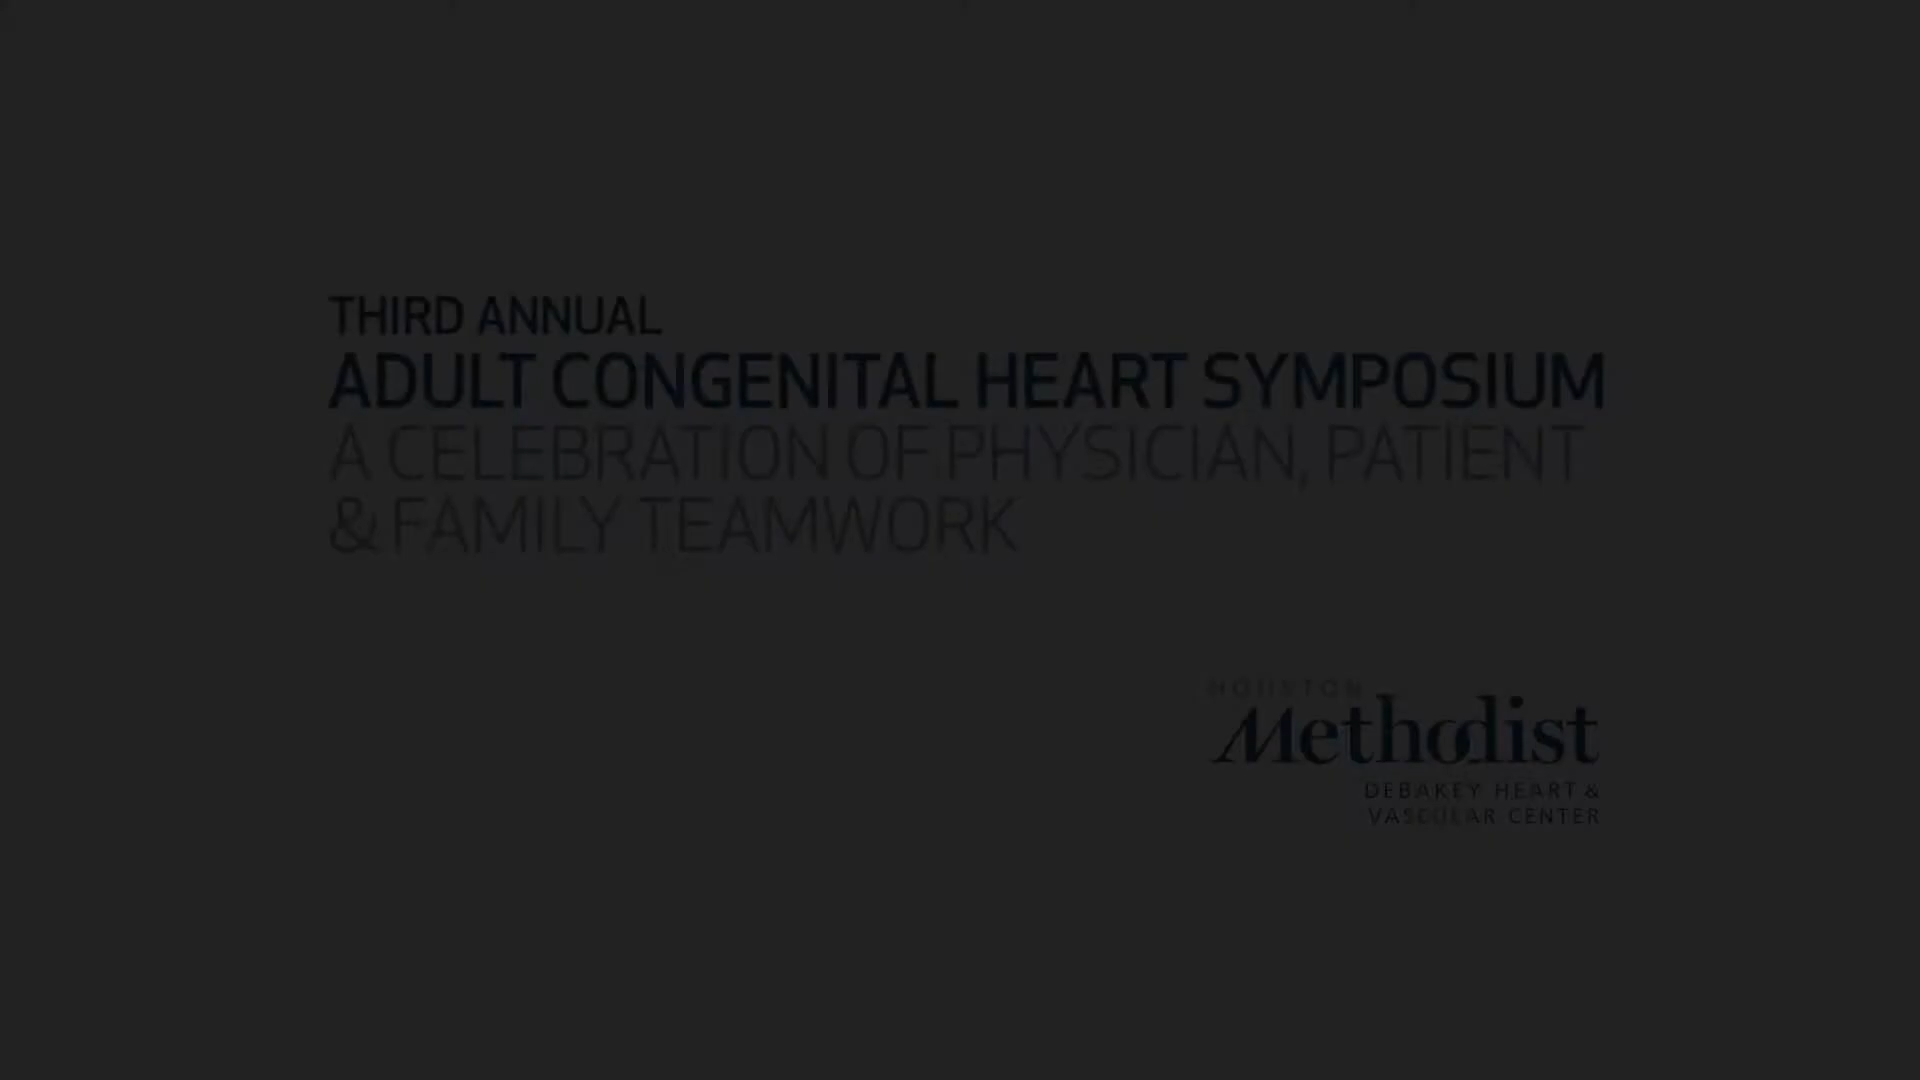 THIRD ANNUAL
ADULT CONGENITAL HEART SYMPOSIUM
A CELEBRATION OF PHYSICIAN, PATIENT
& FAMILY TEAMWORK
HOUSTON
Methodist
DEBAKEY HEART &
VASCULAR CENTER